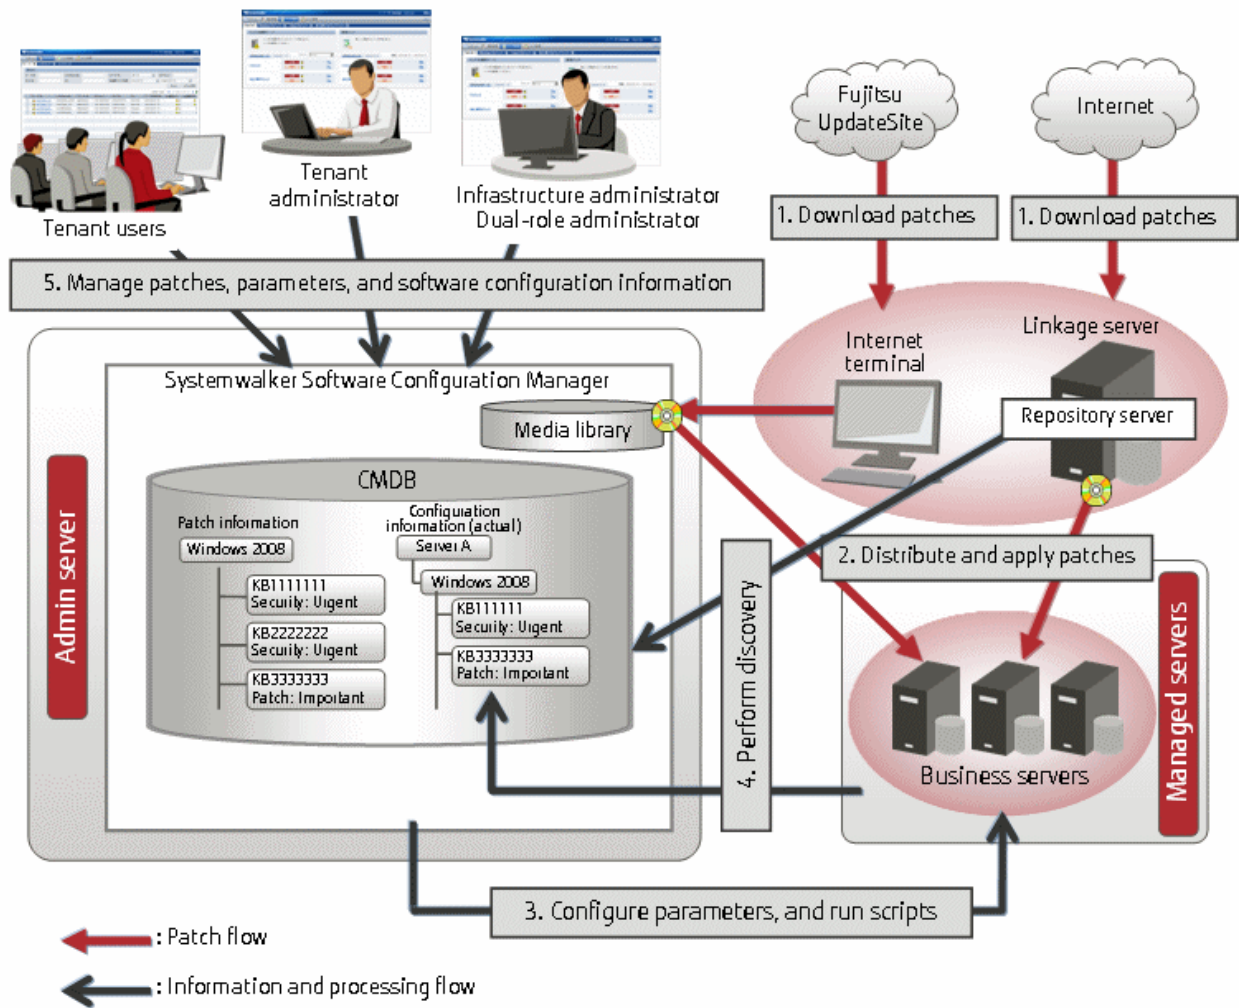 Fujitsu
UpdateSite
Internet
Tenant
administrator
Infrastructure administrator
Dual-role administrator
Tenant users
1. Download patches
1. Download patches
5. Manage patches, parameters, and software configuration information
Linkage server
Internet
terminal
Repository server
Systemwalker Software Configuration Manager
Media library
CMDB
Patch information
Windows 2008
KB1111111
Security: Urgent
KB2222222
Security: Urgent
KB3333333
Patch: Important
Configuration
information (actual)
Server A
Windows 2008
KB111111
Security: Urgent
KB3333333
Patch: Important
Admin server
2. Distribute and apply patches
4. Perform discovery
Business servers
Managed servers
3. Configure parameters, and run scripts
: Patch flow
: Information and processing flow